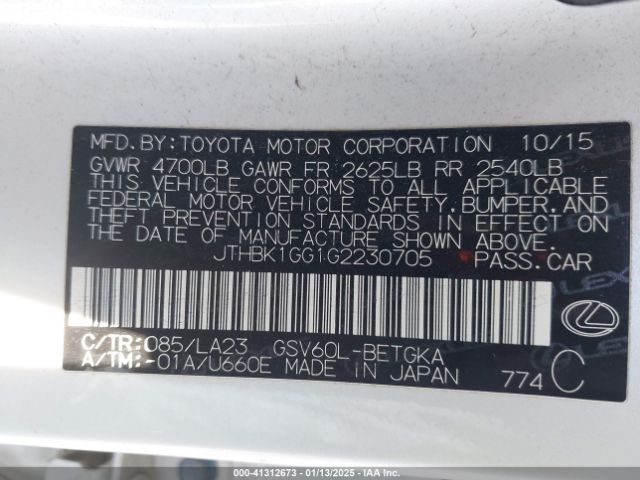 MFD.BY:TOYOTA MOTOR CORPORATION 10/15
GVWR 4700LB GAWR FR 2625LB RR 2540LB
THIS VEHICLE CONFORMS TO ALL APPLICABLE
FEDERAL MOTOR VEHICLE SAFETY,BUMPER,AND
THEFT PREVENTION STANDARDS IN EFFECT ON
THE DATE OF MANUFACTURE SHOWN ABOVE.
JTHBK1GG1G2230705 PASS.CAR
C/TR:085/LA23 GSV60L-BETGKA
A/TM:-01A/U660E MADE IN JAPAN 774 C
000-41312673 - 01/13/2025 - IAAI.com